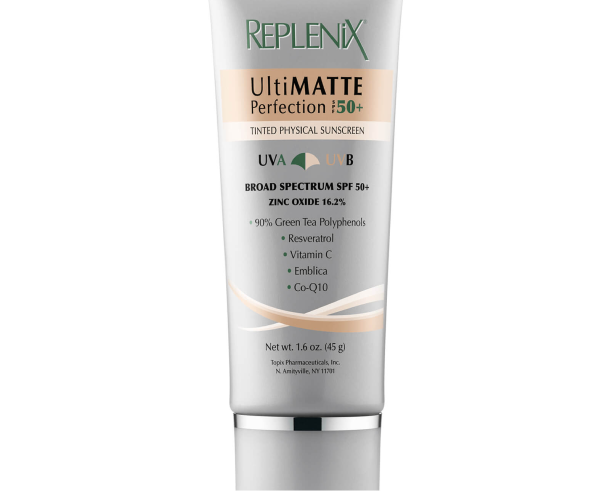 REPLENiX
UltiMATTE
Perfection SPF 50+
TINTED PHYSICAL SUNSCREEN
UVA UVB
BROAD SPECTRUM SPF 50+
ZINC OXIDE 16.2%
• 90% Green Tea Polyphenols
• Resveratrol
• Vitamin C
• Emblica
• Co-Q10
Net wt. 1.6 oz. (45 g)
Topix Pharmaceuticals, Inc.
N. Amityville, NY 11701